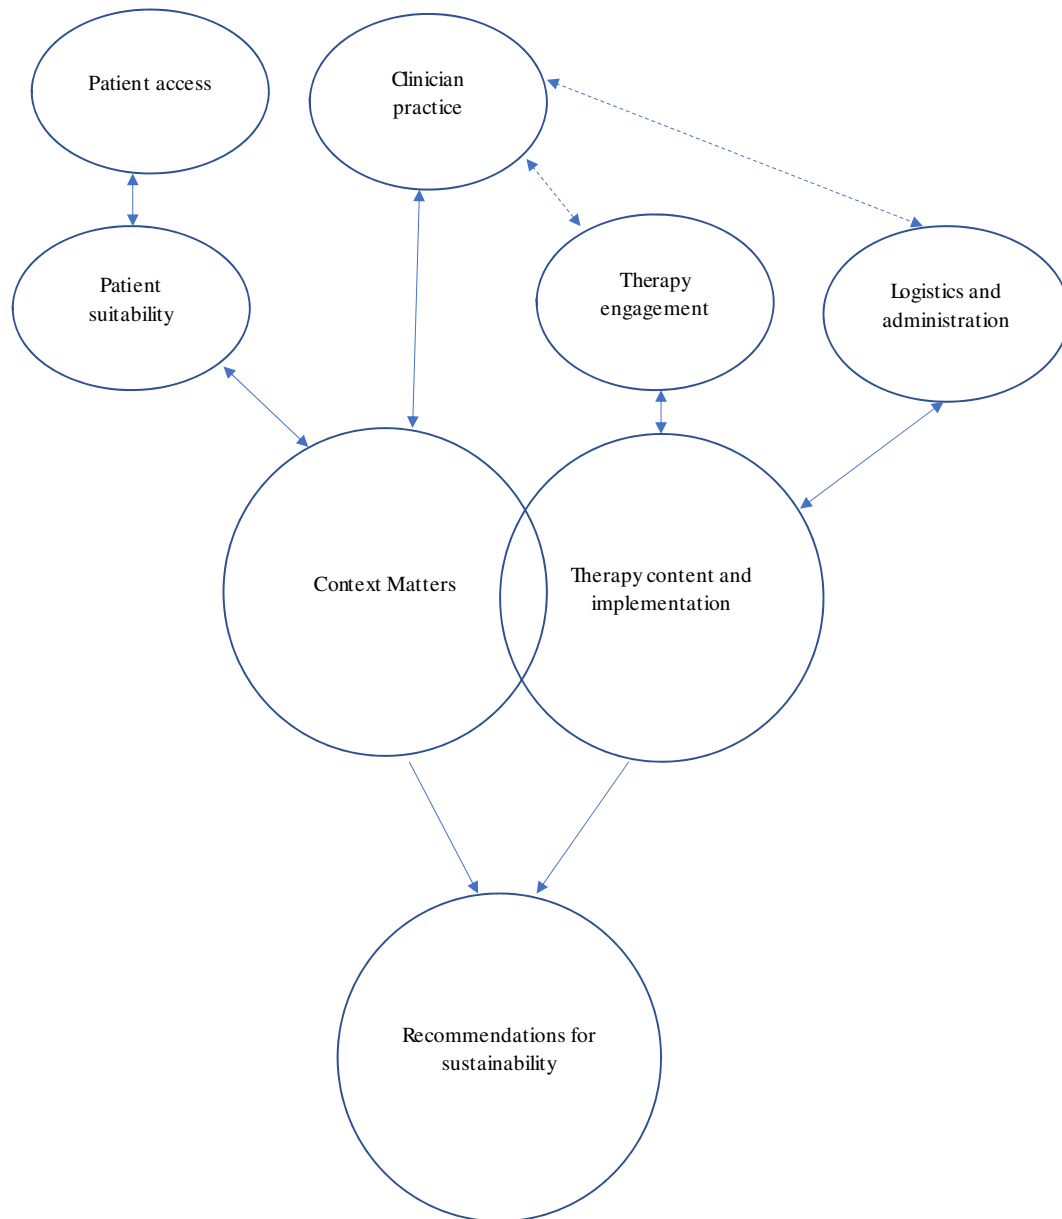 Patient access
Clinician
practice
Patient
suitability
Therapy
engagement
Logistics and
administration
Context Matters
Therapy content and
implementation
Recommendations for
sustainability